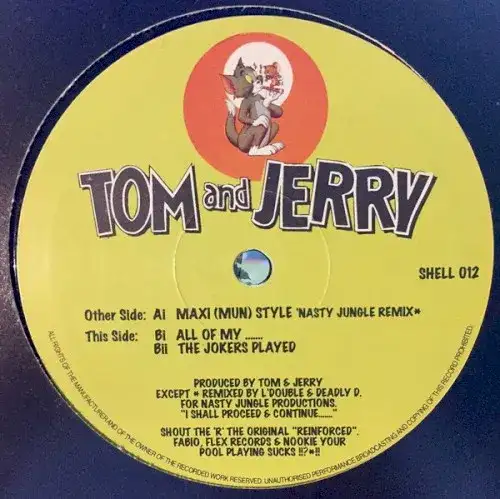 TOM and JERRY
SHELL 012
Other Side: Ai MAXI (MUN) STYLE 'NASTY JUNGLE REMIX*
This Side: Bi ALL OF MY .......
Bii THE JOKERS PLAYED
PRODUCED BY TOM & JERRY
EXCEPT * REMIXED BY L'DOUBLE & DEADLY D.
FOR NASTY JUNGLE PRODUCTIONS.
"I SHALL PROCEED & CONTINUE......."
SHOUT THE 'R' THE ORIGINAL "REINFORCED".
FABIO, FLEX RECORDS & NOOKIE YOUR
POOL PLAYING SUCKS !!?*!!
ALL RIGHTS OF THE MANUFACTURER AND OF THE OWNER OF THE RECORDED WORK RESERVED. UNAUTHORISED PERFORMANCE, BROADCASTING AND COPYING OF THIS RECORD